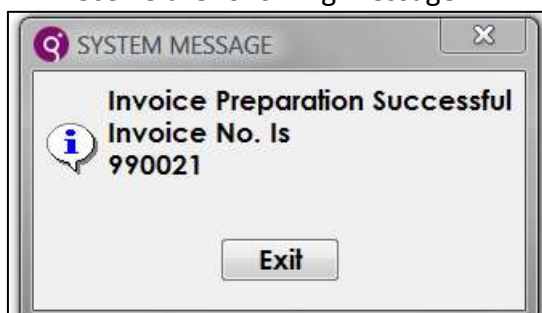 SYSTEM MESSAGE
Invoice Preparation Successful
Invoice No. Is
990021
Exit